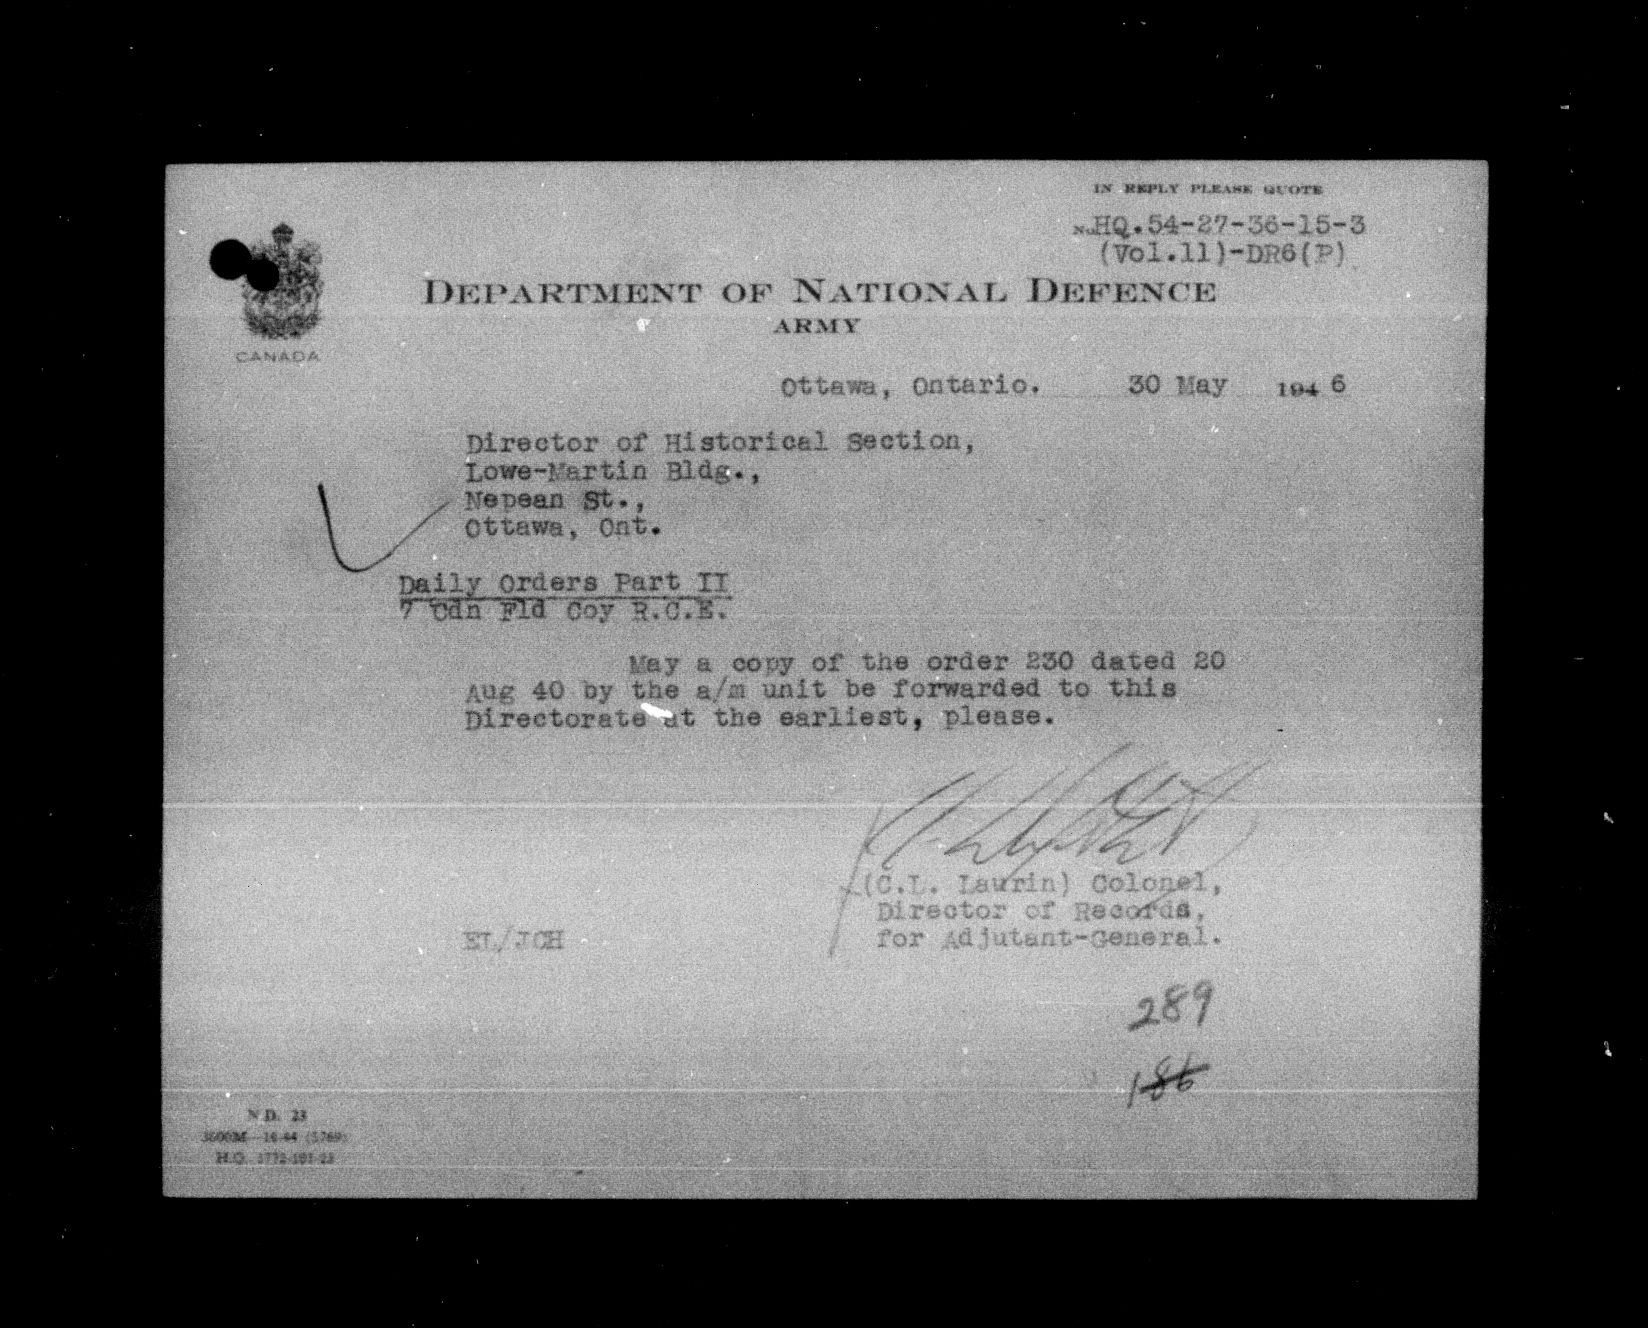 IN REPLY PLEASE QUOTE
No. HQ.54-27-36-15-3
(Vol.11)-DR6(P)
DEPARTMENT OF NATIONAL DEFENCE
ARMY
CANADA
Ottawa, Ontario. 30 May 1946
Director of Historical Section,
Lowe-Martin Bldg.,
Nepean St.,
Ottawa, Ont.
Daily Orders Part II
7 Cdn Fld Coy R.C.E.
May a copy of the order 230 dated 20
Aug 40 by the a/m unit be forwarded to this
Directorate at the earliest, please.
(C.L. Laurin) Colonel,
Director of Records,
for Adjutant-General.
EL/JCH
289
186
N.D. 23
H.Q. 1772-